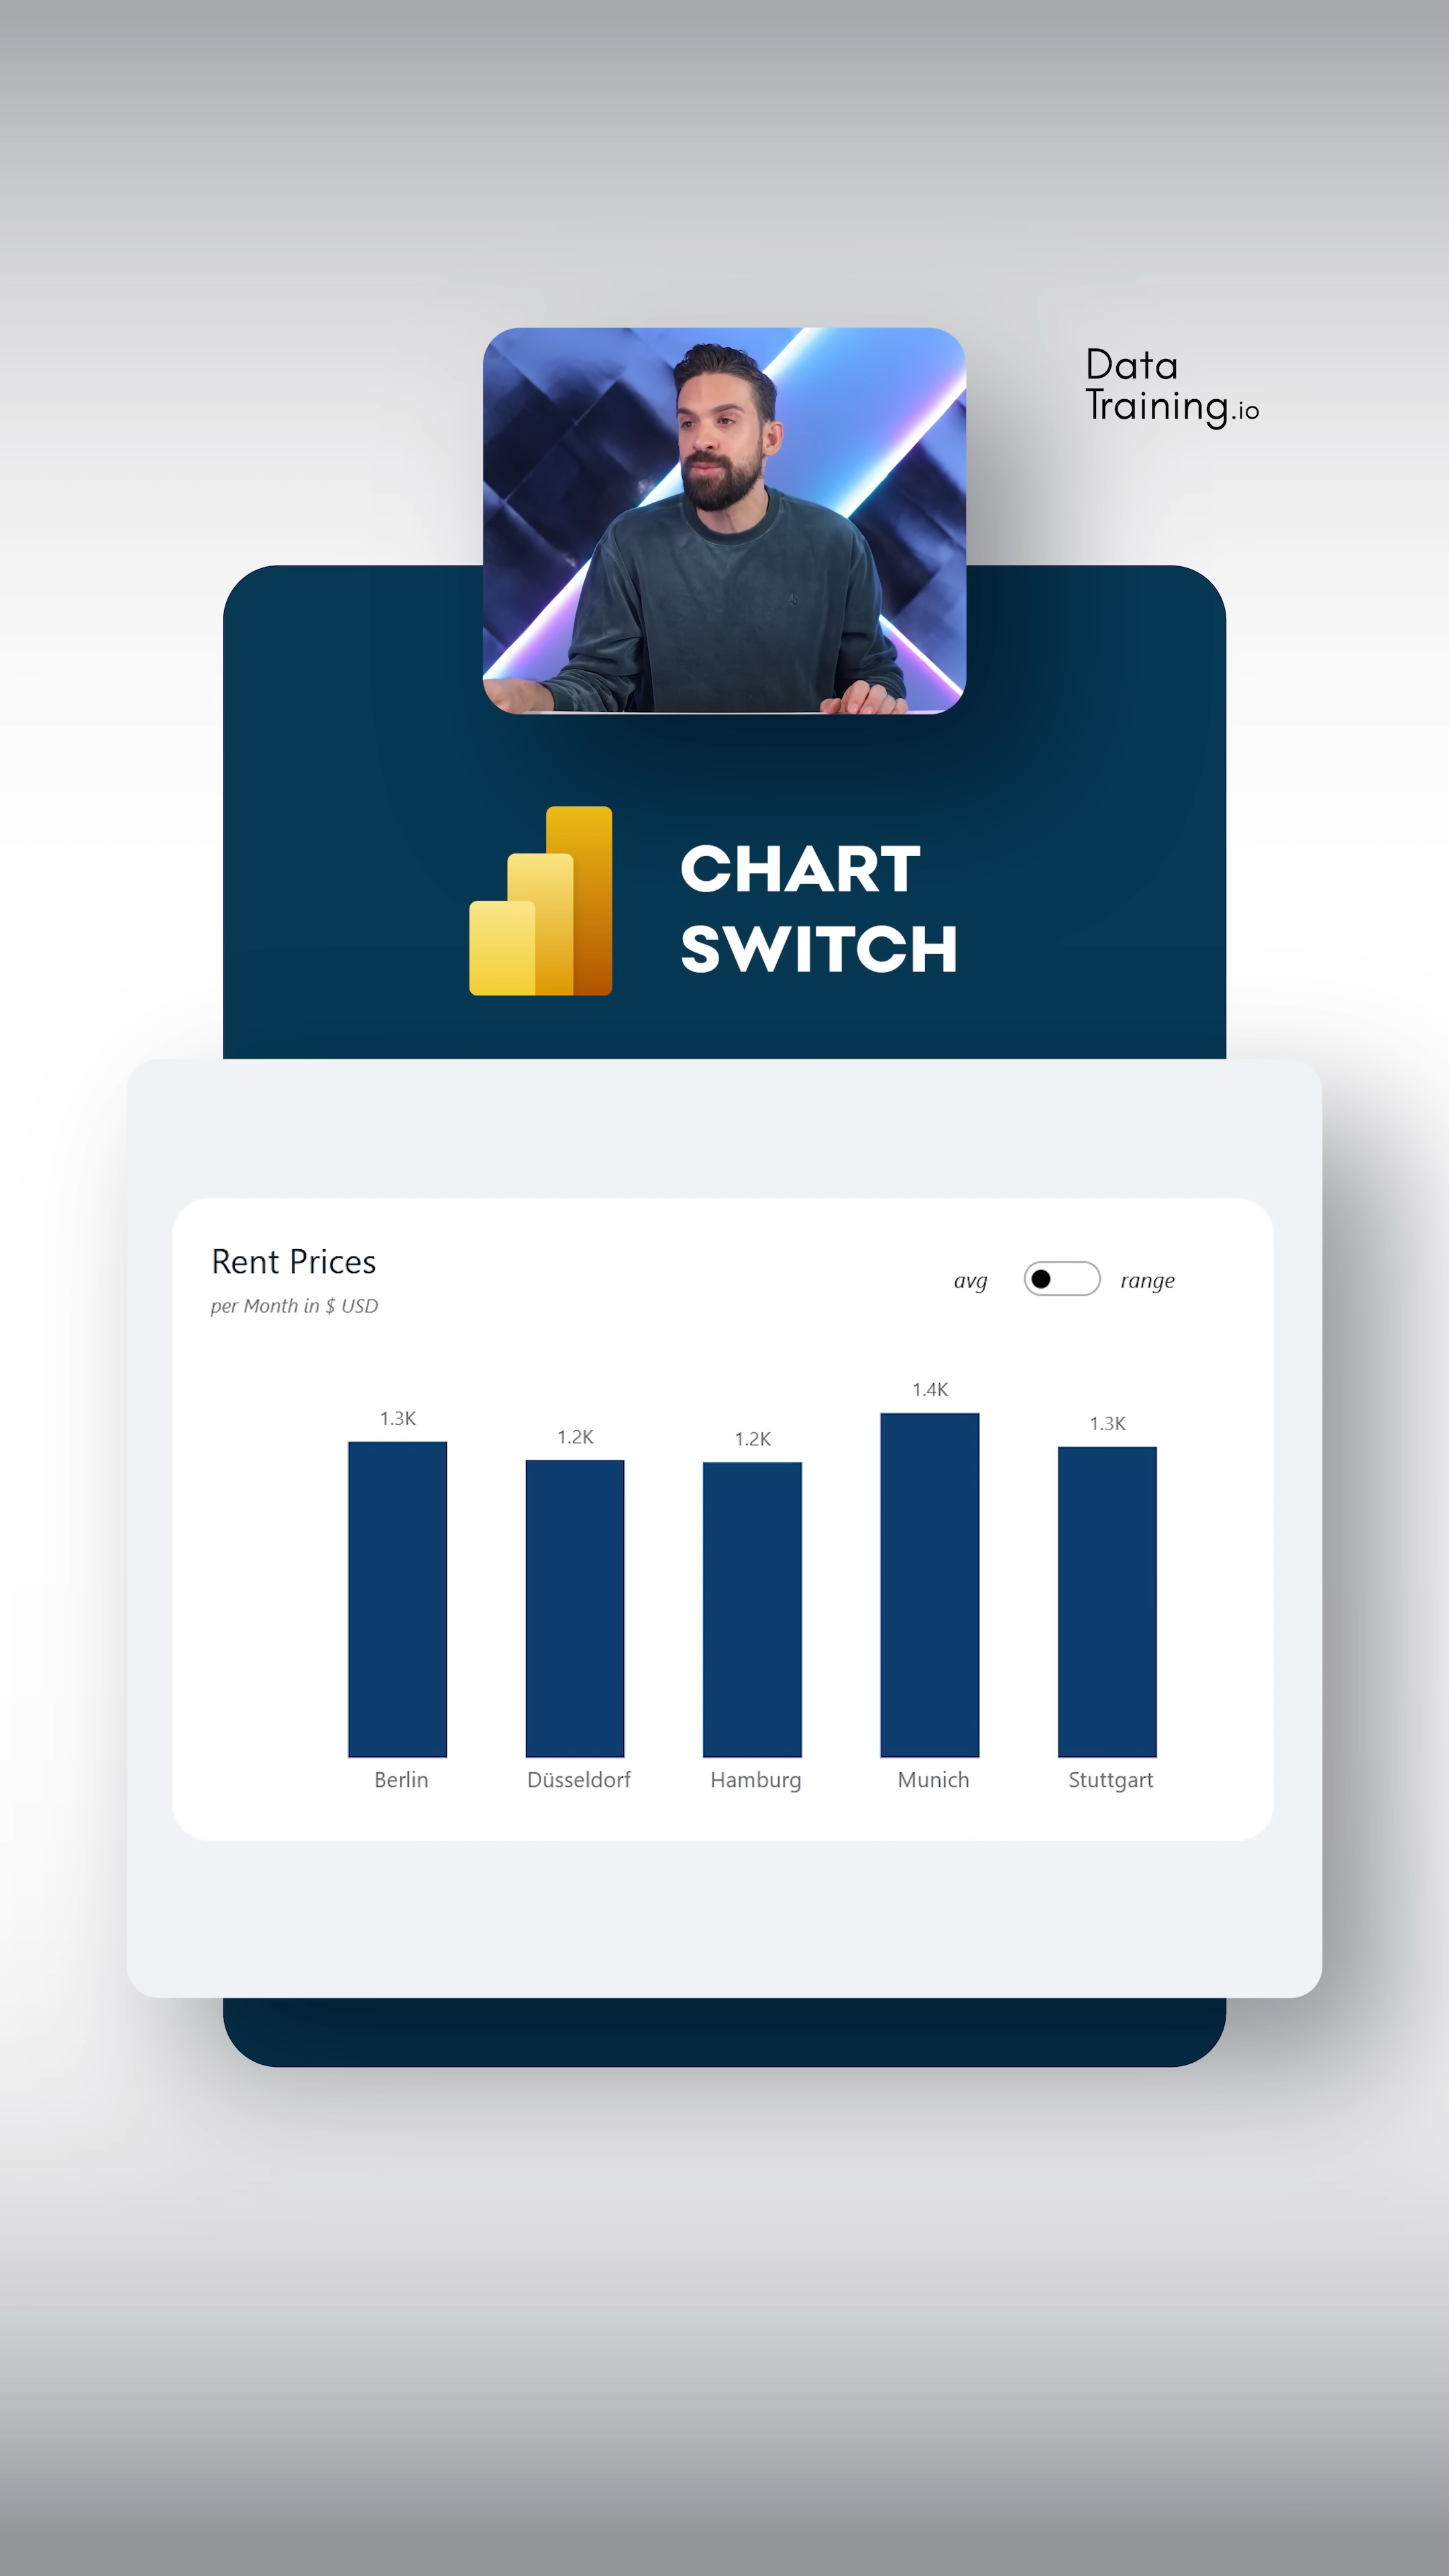 Data
Training.io
CHART
SWITCH
Rent Prices
per Month in $ USD
avg
range
1.3K
1.2K
1.2K
1.4K
1.3K
Berlin
Düsseldorf
Hamburg
Munich
Stuttgart